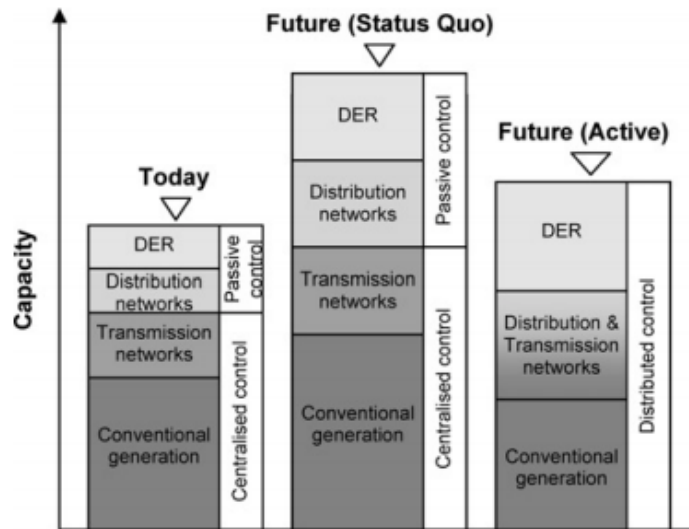 Capacity
Today
DER
Distribution
networks
Transmission
networks
Conventional
generation
Passive
control
Centralised control
Future (Status Quo)
DER
Distribution
networks
Transmission
networks
Conventional
generation
Passive control
Centralised control
Future (Active)
DER
Distribution &
Transmission
networks
Conventional
generation
Distributed control